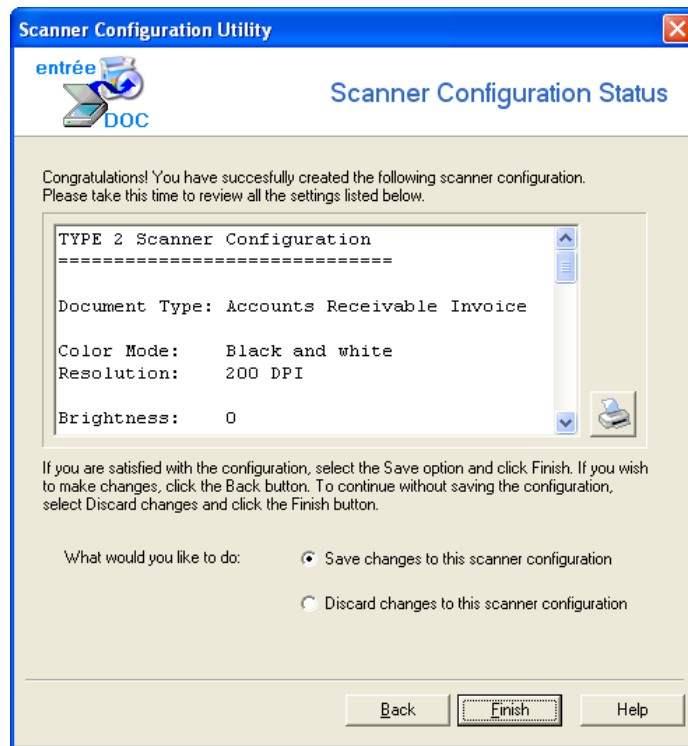 Scanner Configuration Utility
entrée
DOC
Scanner Configuration Status
Congratulations! You have succesfully created the following scanner configuration.
Please take this time to review all the settings listed below.
TYPE 2 Scanner Configuration
==============================
Document Type: Accounts Receivable Invoice
Color Mode: Black and white
Resolution: 200 DPI
Brightness: 0
If you are satisfied with the configuration, select the Save option and click Finish. If you wish
to make changes, click the Back button. To continue without saving the configuration,
select Discard changes and click the Finish button.
What would you like to do:
Save changes to this scanner configuration
Discard changes to this scanner configuration
Back
Finish
Help